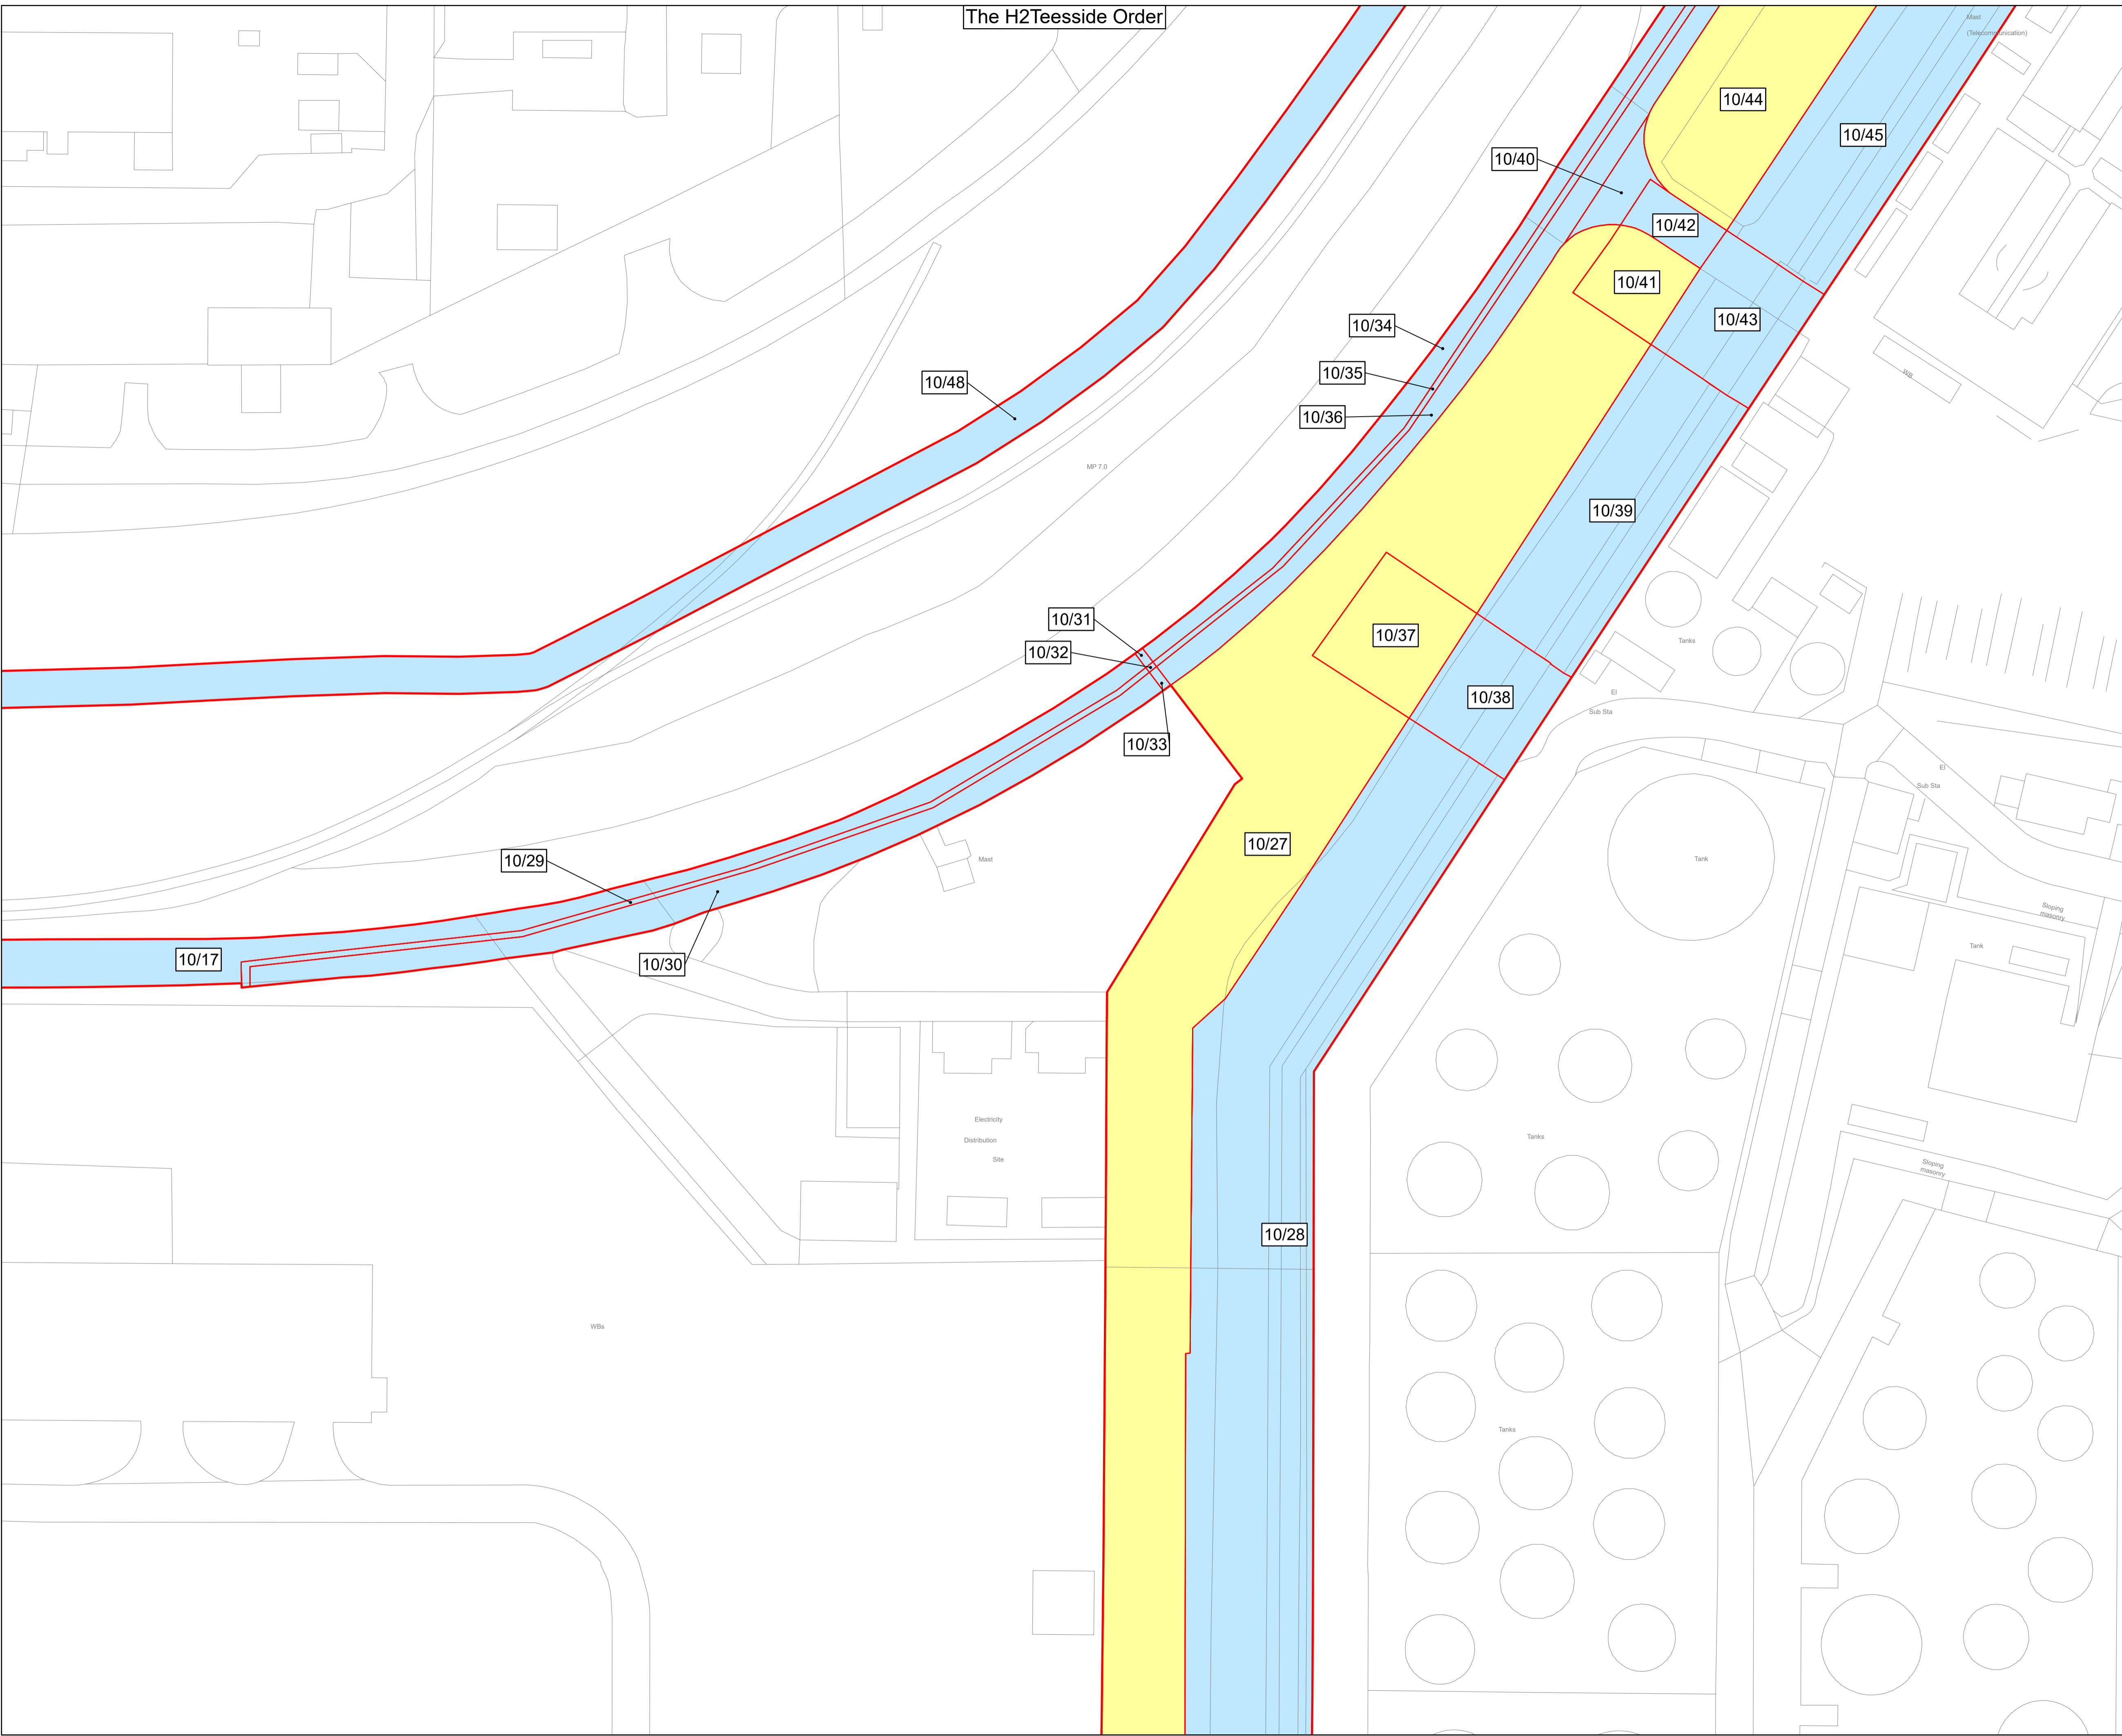 The H2Teesside Order
Mast
(Telecommunication)
10/44
10/45
10/40
10/42
10/41
10/43
10/34
10/35
10/48
10/36
WB
MP 7.0
10/39
10/31
10/37
Tanks
10/32
El
Sub Sta
10/38
10/33
El
Sub Sta
10/27
Mast
Tank
10/29
Sloping
masonry
Tank
10/17
10/30
Electricity
Distribution
Site
Tanks
Sloping
masonry
10/28
WBs
Tanks